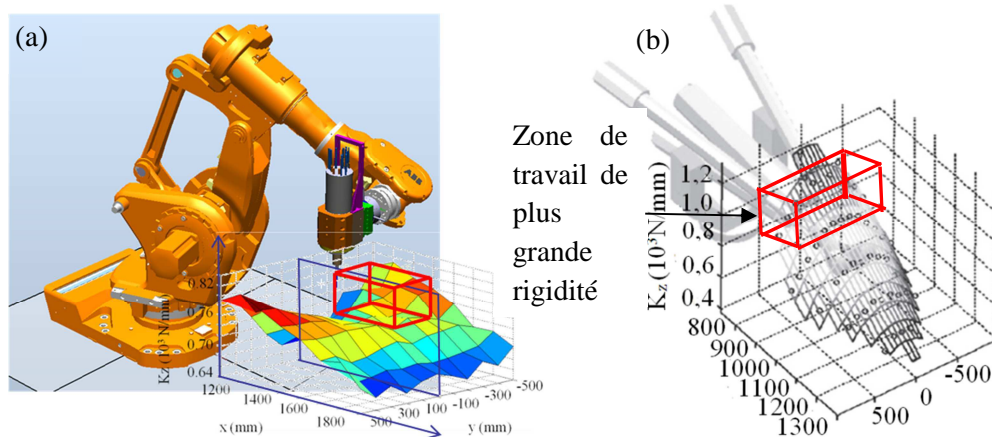 (a)
ABB
0.82
0.76
0.70
0.64
Kz (10³ N/mm)
1200
1400
1600
1800
x (mm)
500
300
100
-100
-300
-500
y (mm)
Zone de
travail de
plus
grande
rigidité
(b)
1.2
1.0
0.8
0.6
0.4
Kz (10³N/mm)
800
900
1000
1100
1200
1300
500
0
-500